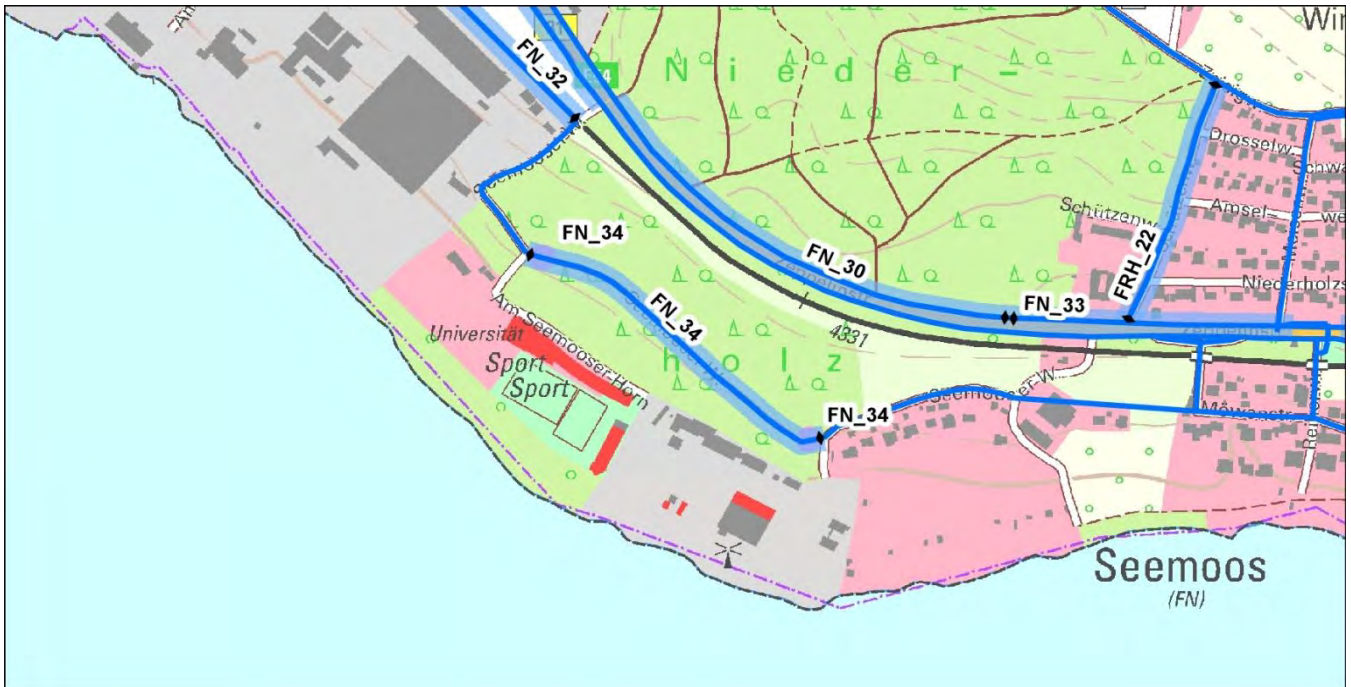 Win
FN_32
N i e d e r -
Drosselw.
Schwa
Amsel-
we
Schützenw
FRH_22
Niederholzs
FN_34
FN_30
FN_33
FN_34
4331
h o l z
Am Seemooser Horn
Universität
Sport
Sport
FN_34
Seemooser W.
Möwenstr
Seemoos
(FN)